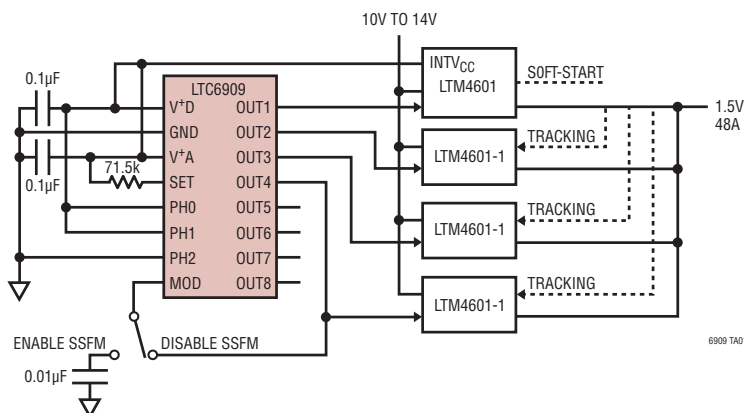 10V TO 14V
0.1µF
LTC6909
V+D OUT1
GND OUT2
V+A OUT3
SET OUT4
PH0 OUT5
PH1 OUT6
PH2 OUT7
MOD OUT8
0.1µF
71.5k
INTVCC
LTM4601
SOFT-START
1.5V
48A
TRACKING
LTM4601-1
TRACKING
LTM4601-1
TRACKING
LTM4601-1
ENABLE SSFM
DISABLE SSFM
0.01µF